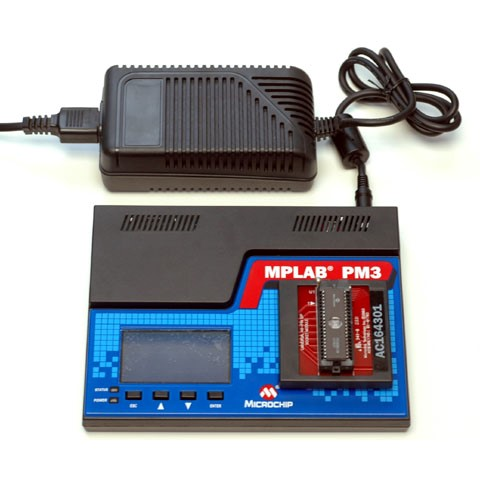 MPLAB® PM3
AC164301
STATUS
POWER
ESC
ENTER
MICROCHIP